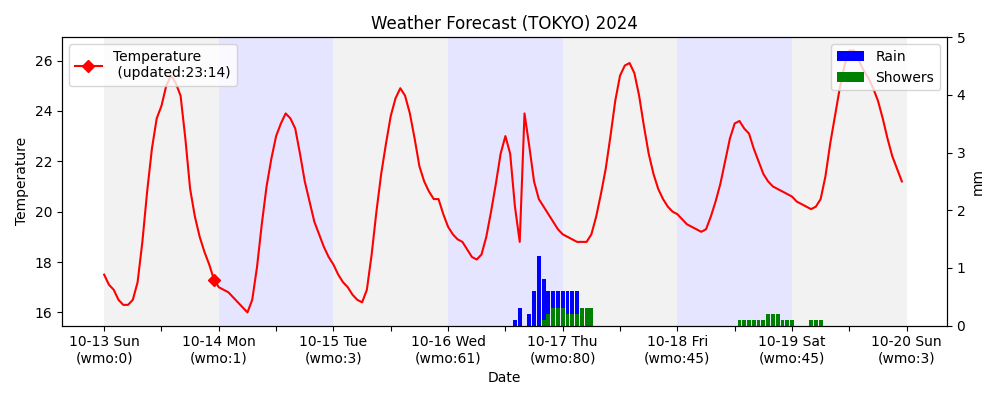 Weather Forecast (TOKYO) 2024
Temperature
(updated:23:14)
Rain
Showers
26
24
22
20
18
16
Temperature
5
4
3
2
1
0
mm
10-13 Sun
(wmo:0)
10-14 Mon
(wmo:1)
10-15 Tue
(wmo:3)
10-16 Wed
(wmo:61)
10-17 Thu
(wmo:80)
10-18 Fri
(wmo:45)
10-19 Sat
(wmo:45)
10-20 Sun
(wmo:3)
Date